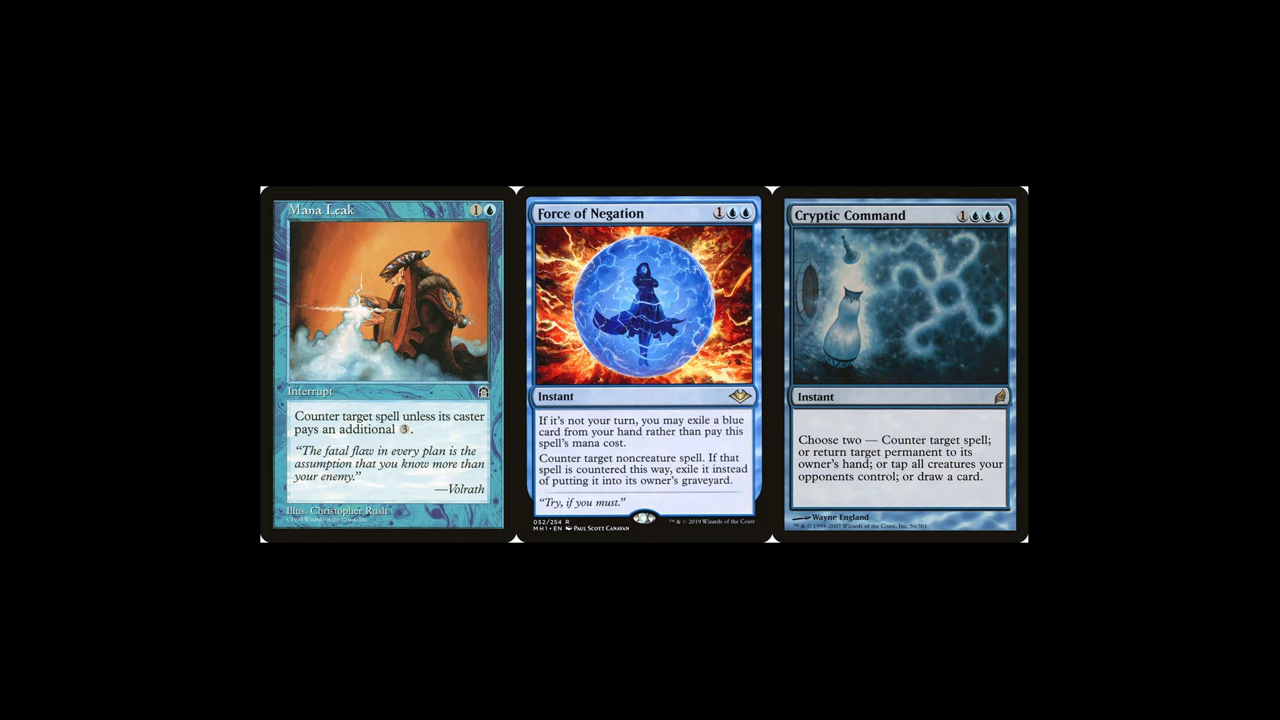 Mana Leak
1
Interrupt
Counter target spell unless its caster
pays an additional 3.
“The fatal flaw in every plan is the
assumption that you know more than
your enemy.”
—Volrath
Illus. Christopher Rush
Force of Negation
1
Instant
If it's not your turn, you may exile a blue
card from your hand rather than pay this
spell's mana cost.
Counter target noncreature spell. If that
spell is countered this way, exile it instead
of putting it into its owner's graveyard.
“Try, if you must.”
052/254 R
MH1 • EN PAUL SCOTT CANAVAN
™ & © 2019 Wizards of the Coast
Cryptic Command
1
Instant
Choose two — Counter target spell;
or return target permanent to its
owner's hand; or tap all creatures your
opponents control; or draw a card.
Wayne England
™ & © 1993–2007 Wizards of the Coast, Inc. 56/301